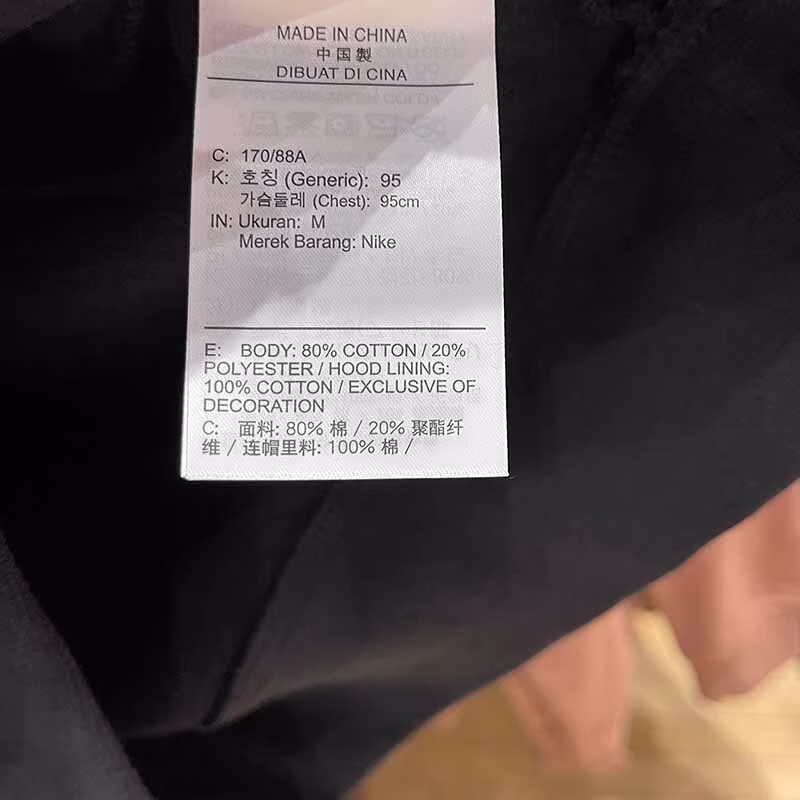 MADE IN CHINA
中国製
DIBUAT DI CINA
C: 170/88A
K: 호칭 (Generic): 95
가슴둘레 (Chest): 95cm
IN: Ukuran: M
Merek Barang: Nike
E: BODY: 80% COTTON / 20%
POLYESTER / HOOD LINING:
100% COTTON / EXCLUSIVE OF
DECORATION
C: 面料: 80% 棉 / 20% 聚酯纤
维 / 连帽里料: 100% 棉 /